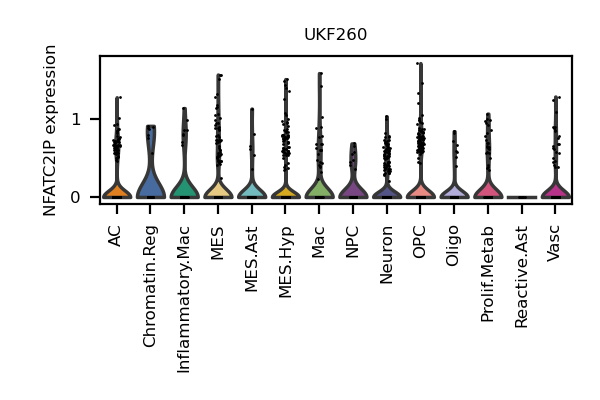 UKF260
NFATC2IP expression
1
0
AC
Chromatin.Reg
Inflammatory.Mac
MES
MES.Ast
MES.Hyp
Mac
NPC
Neuron
OPC
Oligo
Prolif.Metab
Reactive.Ast
Vasc